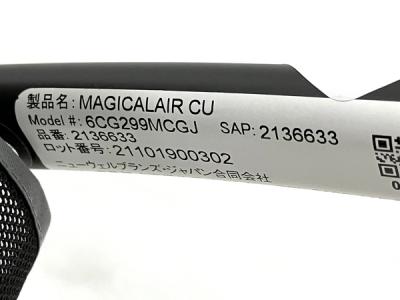 製品名: MAGICALAIR CU
Model #: 6CG299MCGJ SAP: 2136633
品番: 2136633
ロット番号: 21101900302
ニューウェルブランズ・ジャパン合同会社